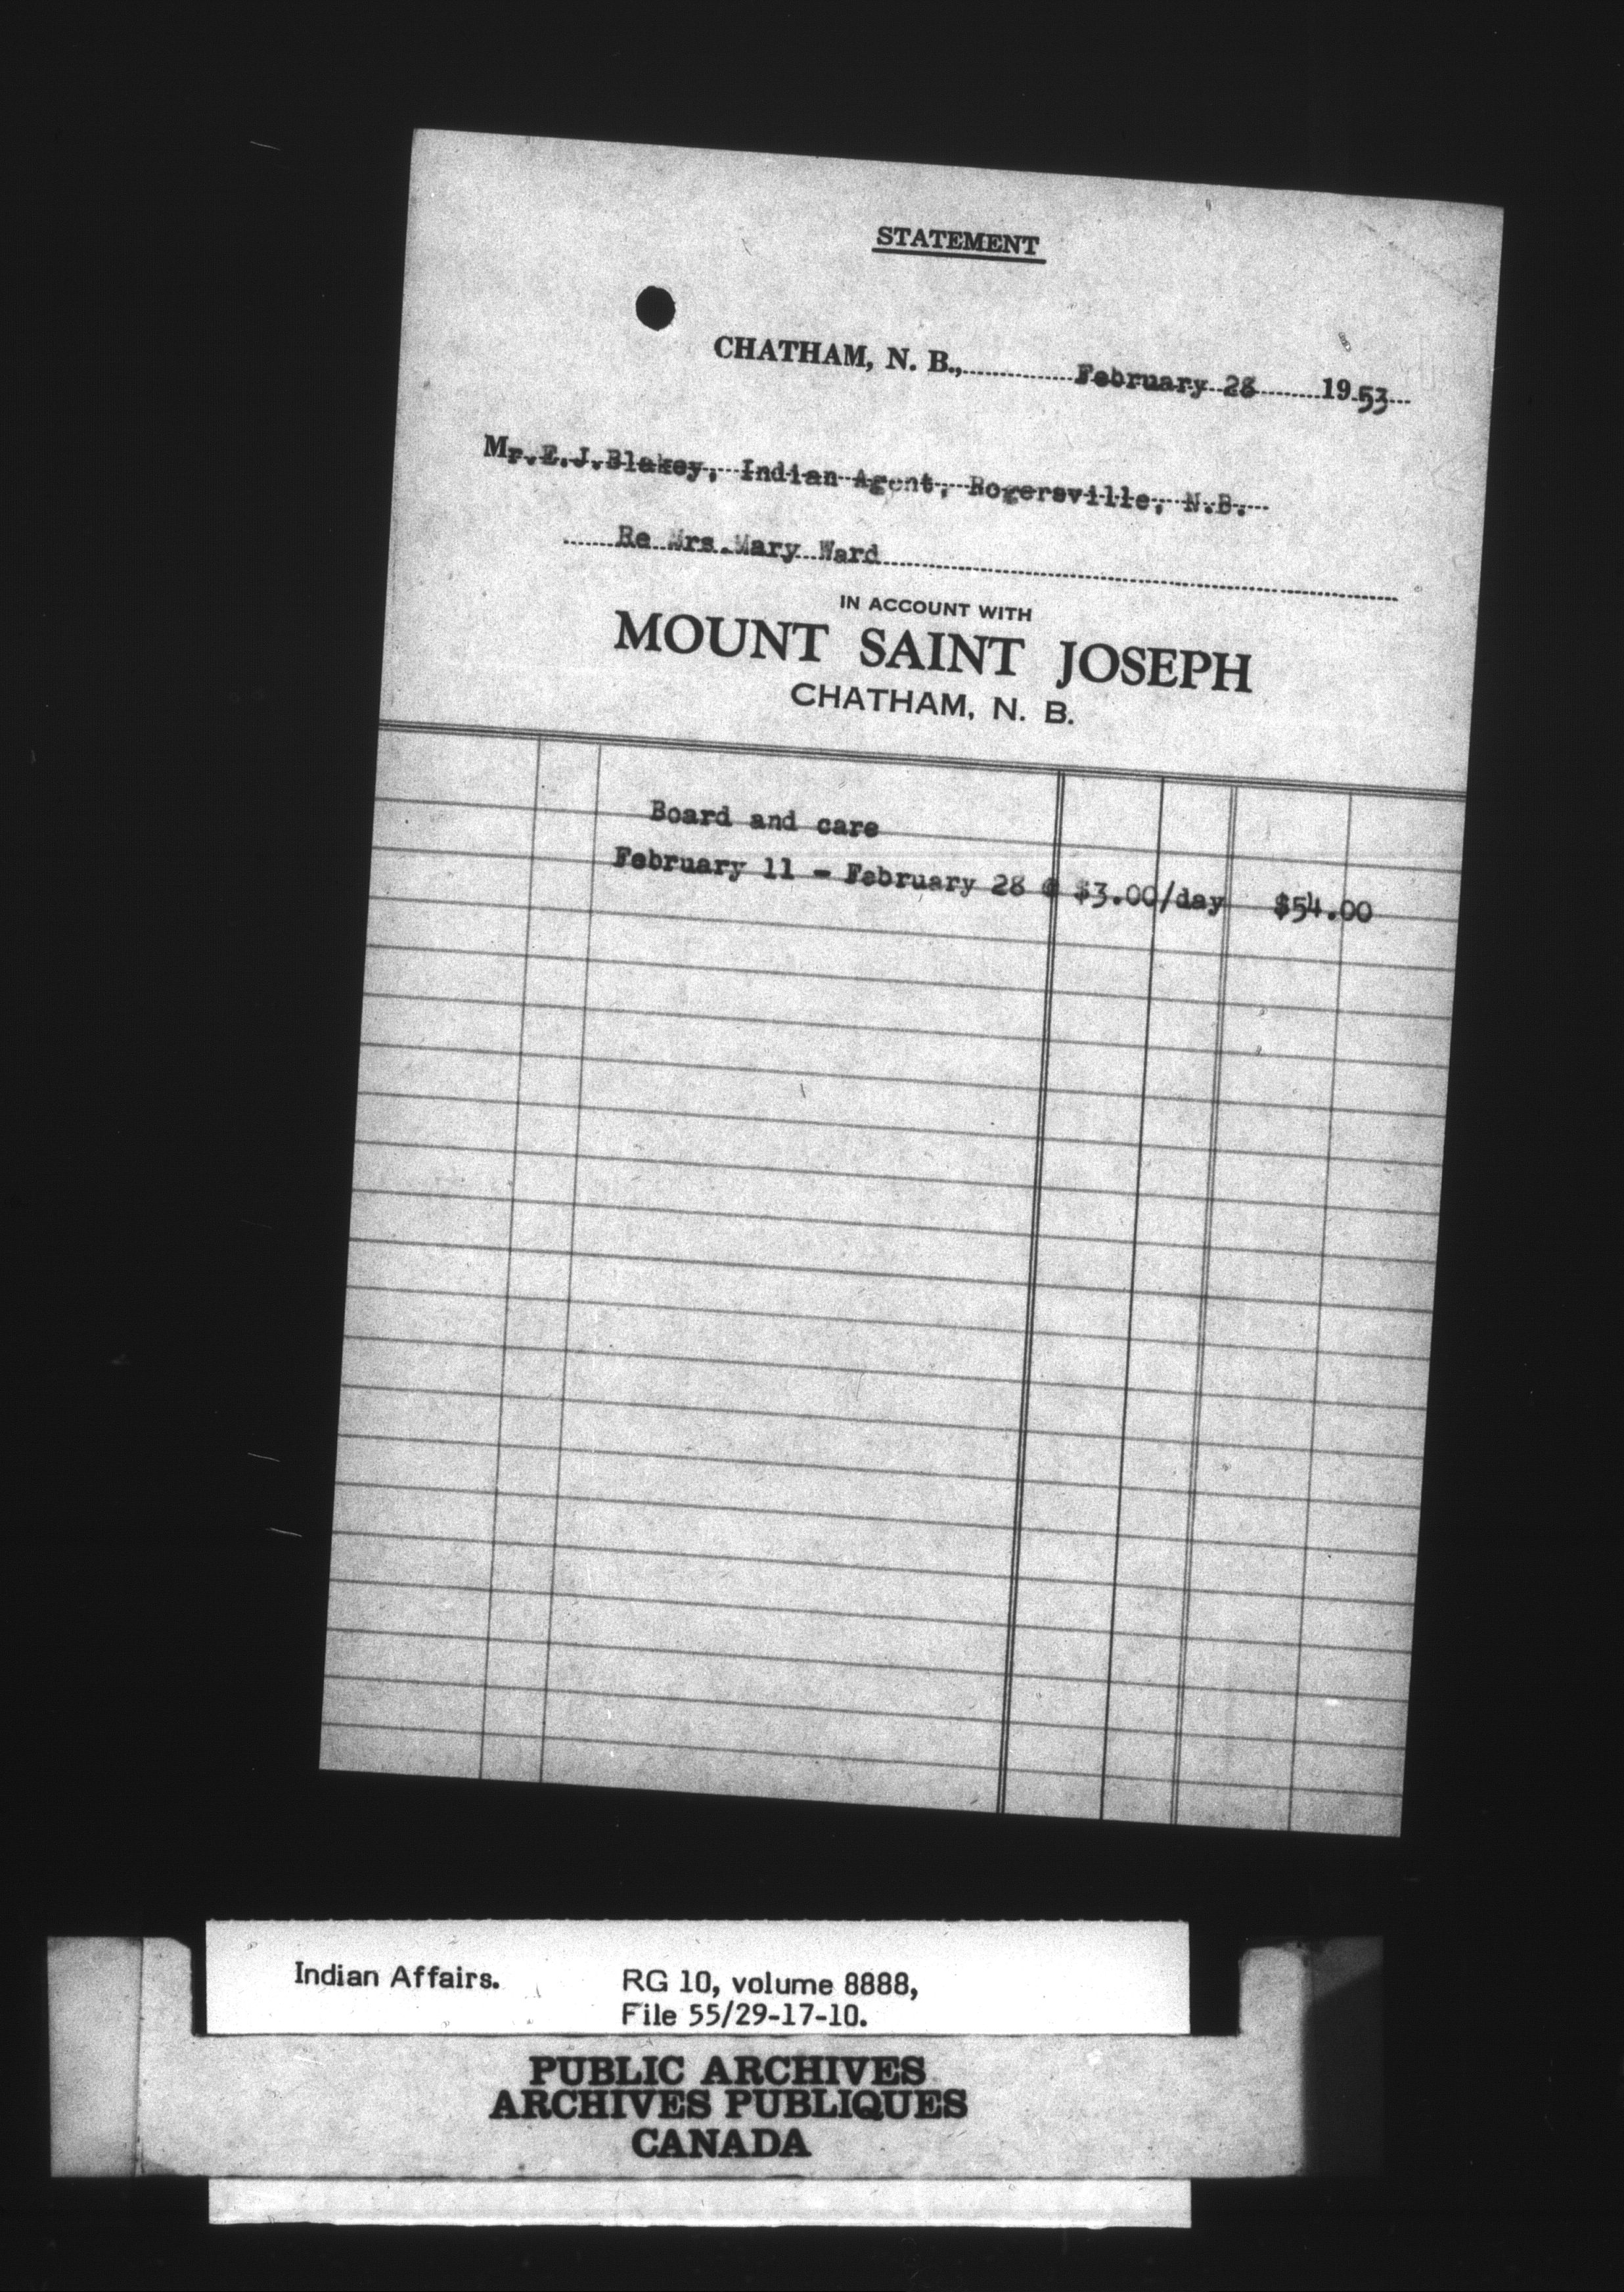 STATEMENT
CHATHAM, N. B., February 28 1953
Mr.E.J.Blakey, Indian Agent, Rogersville, N.B.
Re Mrs.Mary Ward
IN ACCOUNT WITH
MOUNT SAINT JOSEPH
CHATHAM, N. B.
Board and care
February 11 - February 28 @ $3.00/day $54.00
Indian Affairs. RG 10, volume 8888,
File 55/29-17-10.
PUBLIC ARCHIVES
ARCHIVES PUBLIQUES
CANADA